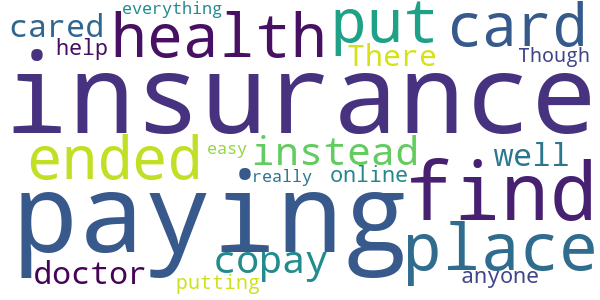 everything
cared health put card
help There Though
insurance
ended instead well
easy find
really online
paying place
copay
doctor anyone
putting